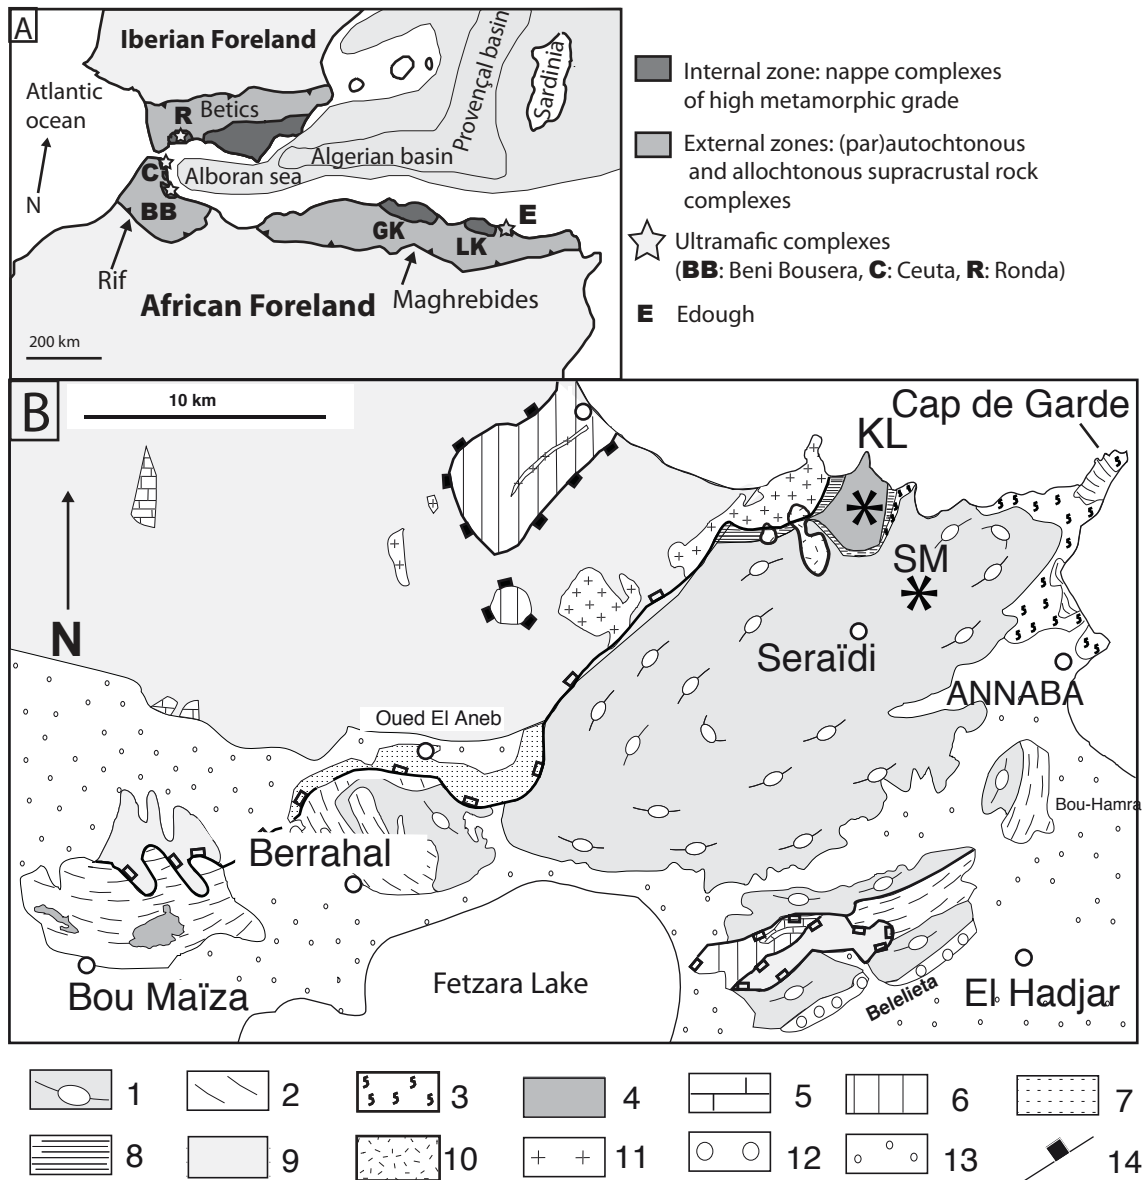 A
Iberian Foreland
Atlantic
ocean
N
R
Betics
Provençal basin
Sardinia
Algerian basin
Alboran sea
C
BB
GK
LK
E
Rif
Maghrebides
African Foreland
200 km
Internal zone: nappe complexes
of high metamorphic grade
External zones: (par)autochtonous
and allochtonous supracrustal rock
complexes
Ultramafic complexes
(BB: Beni Bousera, C: Ceuta, R: Ronda)
E Edough
B
10 km
Cap de Garde
KL
SM
N
Seraïdi
ANNABA
Oued El Aneb
Bou-Hamra
Berrahal
Bou Maïza
Fetzara Lake
Belelieta
El Hadjar
1 2 3 4 5 6 7
8 9 10 11 12 13 14